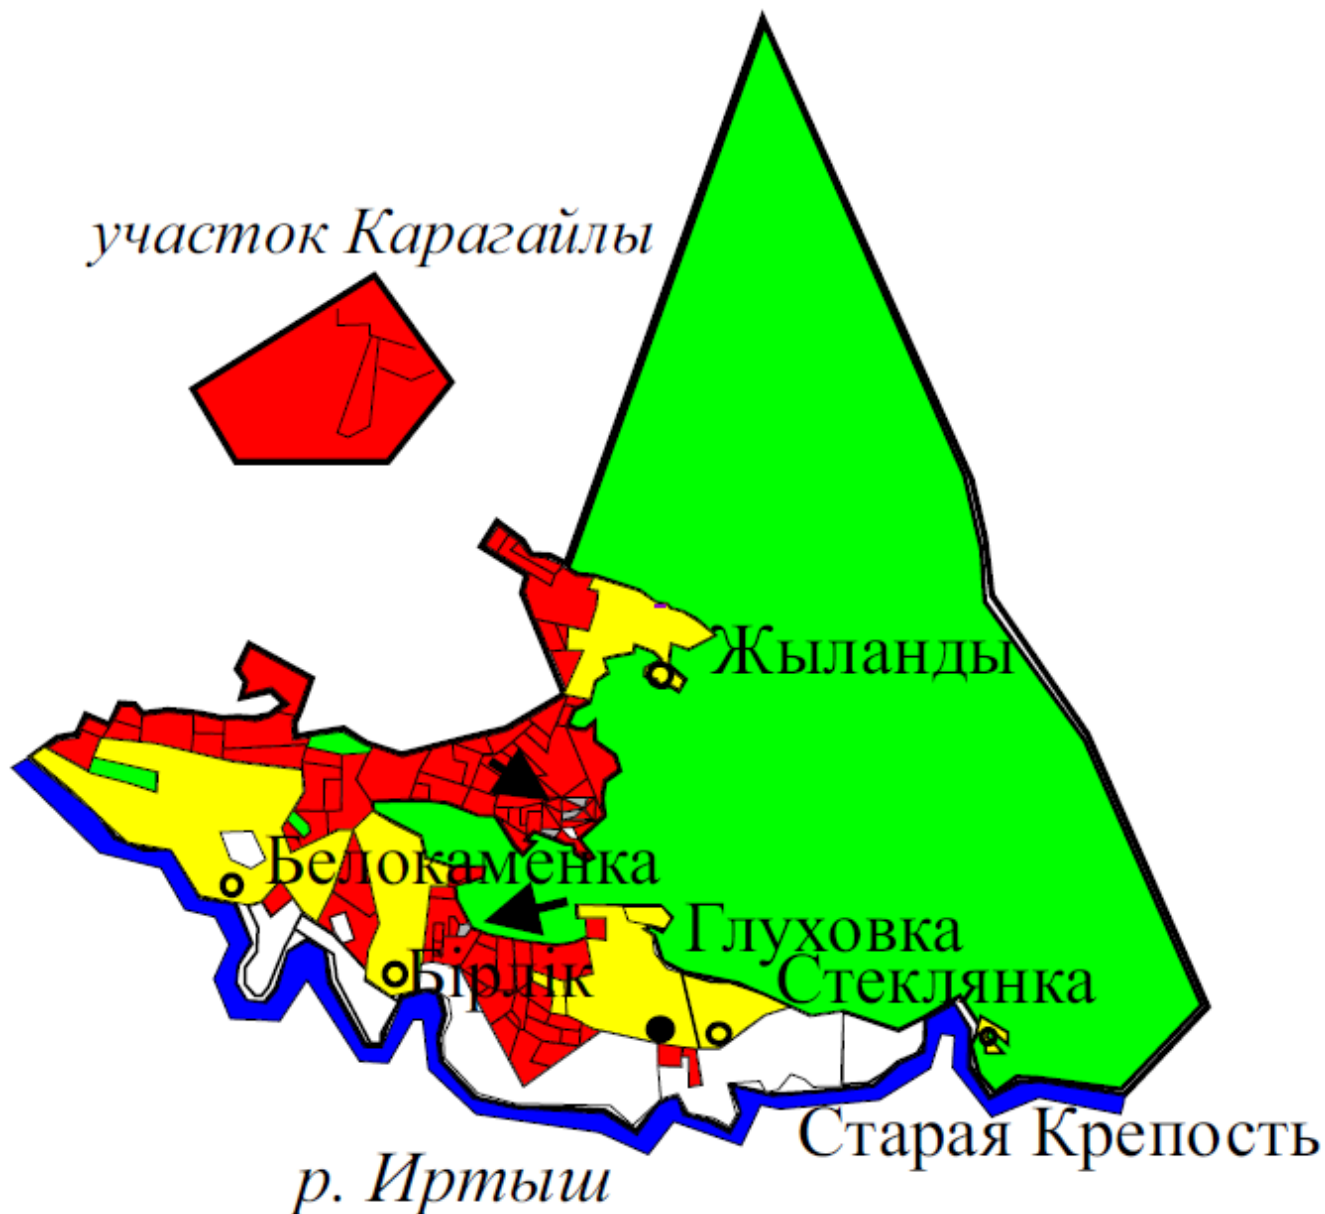 участок Карагайлы
Жыланды
Белокаменка
Глуховка
Бірлік
Стеклянка
Старая Крепость
р. Иртыш